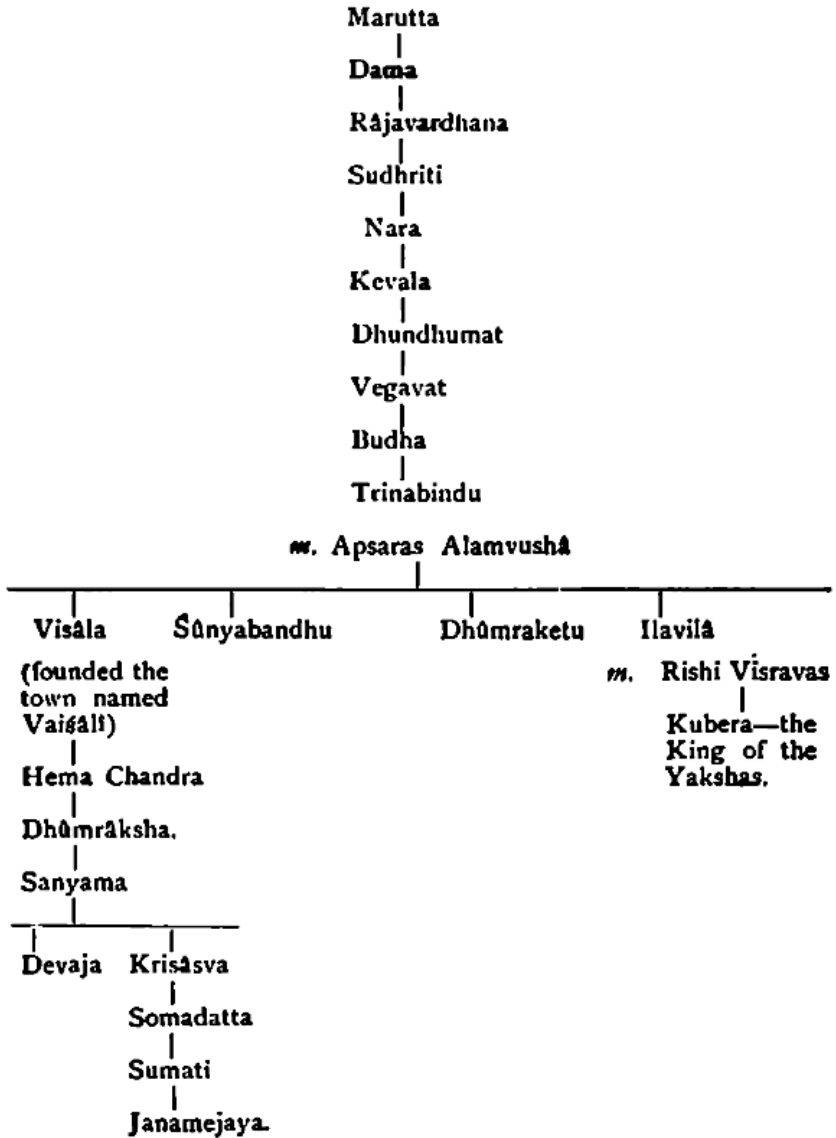 Marutta
Dama
Râjavardhana
Sudhriti
Nara
Kevala
Dhundhumat
Vegavat
Budha
Trinabindu
m. Apsaras Alamvushâ
Visâla Sûnyabandhu Dhûmraketu Ilavilâ
(founded the
town named
Vaiśâlî)
m. Rishi Visravas
Kubera—the
King of the
Yakshas.
Hema Chandra
Dhûmrâksha.
Sanyama
Devaja Krisâsva
Somadatta
Sumati
Janamejaya.